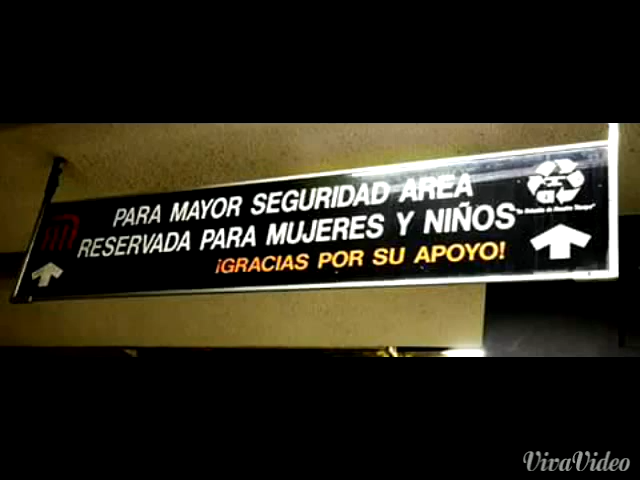 PARA MAYOR SEGURIDAD AREA
RESERVADA PARA MUJERES Y NIÑOS
¡GRACIAS POR SU APOYO!
VivaVideo